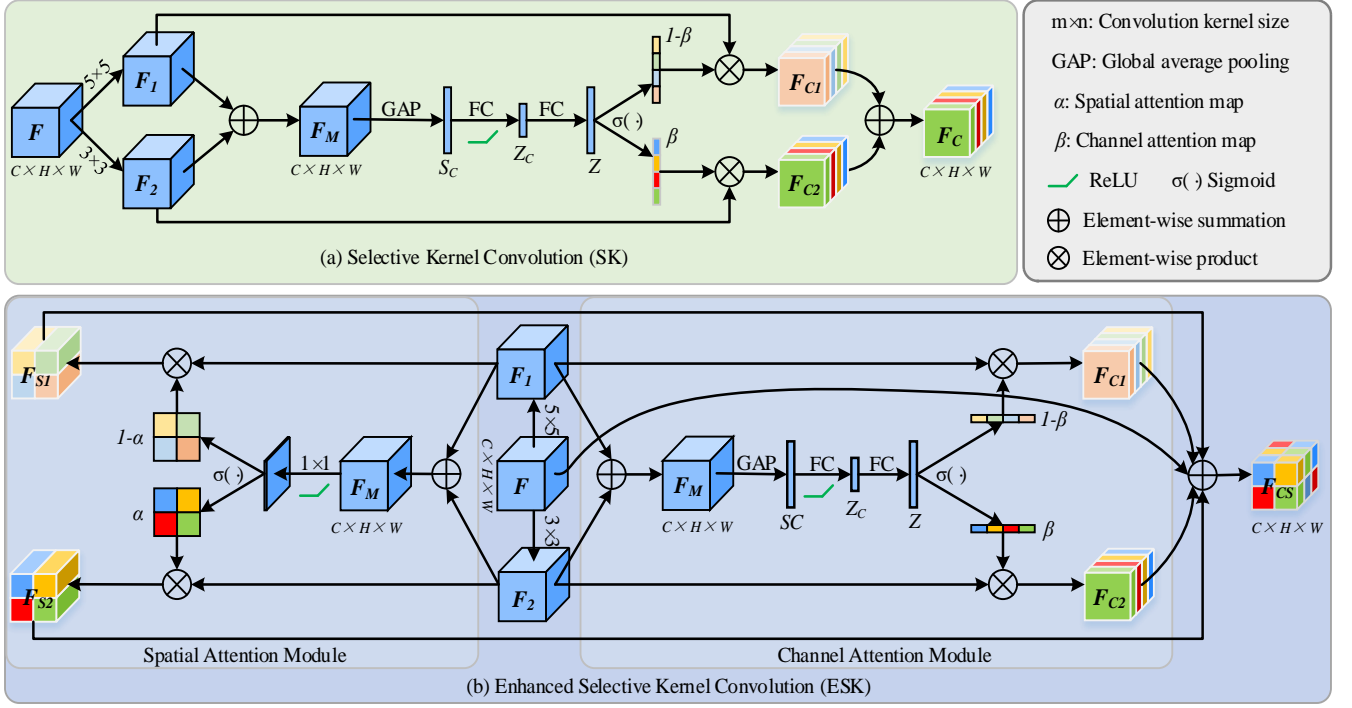 F
C × H × W
5×5
3×3
F1
F2
FM
C × H × W
GAP
SC
FC
ZC
FC
Z
σ(·)
1-β
β
FC1
FC2
FC
C × H × W
(a) Selective Kernel Convolution (SK)
m×n: Convolution kernel size
GAP: Global average pooling
α: Spatial attention map
β: Channel attention map
ReLU σ(·) Sigmoid
Element-wise summation
Element-wise product
FS1
FS2
1-α
α
σ(·)
1×1
FM
C × H × W
F1
5×5
C × H × W
F
3×3
F2
FM
C × H × W
GAP
SC
FC
ZC
FC
Z
σ(·)
1-β
β
FC1
FC2
FCS
C × H × W
Spatial Attention Module
Channel Attention Module
(b) Enhanced Selective Kernel Convolution (ESK)